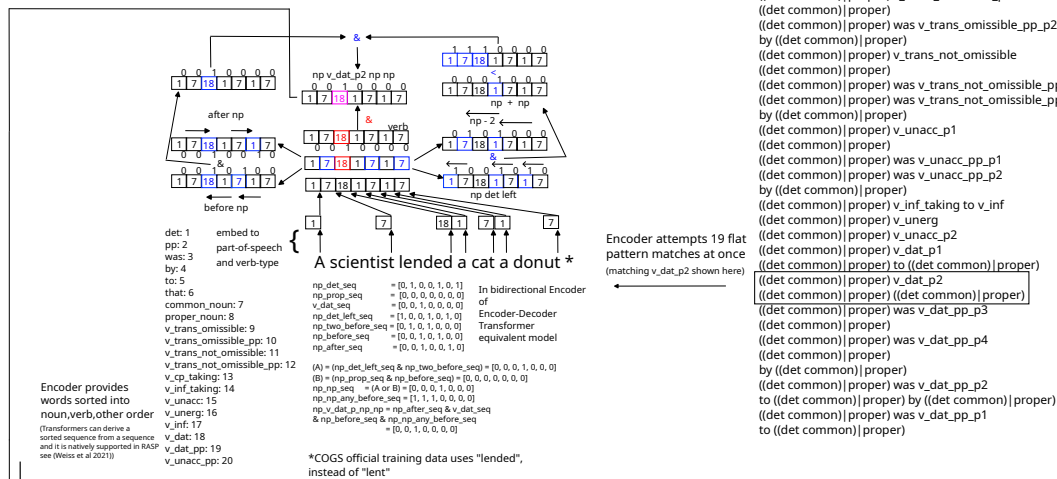 &
0 0 1 0 0 0 0
1 7 18 1 7 1 7
after np
0 0 1 0 0 1 0
1 7 18 1 7 1 7
&
0 0 1 0 1 0 0
1 7 18 1 7 1 7
before np
np v_dat_p2 np np
0 0 1 0 0 0 0
1 7 18 1 7 1 7
&
verb
0 0 1 0 0 0 0
1 7 18 1 7 1 7
1 7 18 1 7 1 7
1 7 18 1 7 1 7
1 1 1 0 0 0 0
1 7 18 1 7 1 7
<
0 0 0 1 0 0 0
1 7 18 1 7 1 7
np + np
np - 2
0 1 0 1 0 0 0
1 7 18 1 7 1 7
&
1 0 0 1 0 1 0
1 7 18 1 7 1 7
np det left
1 7 18 1 7 1 7
A scientist lended a cat a donut *
embed to
part-of-speech
and verb-type
{
det: 1
pp: 2
was: 3
by: 4
to: 5
that: 6
common_noun: 7
proper_noun: 8
v_trans_omissible: 9
v_trans_omissible_pp: 10
v_trans_not_omissible: 11
v_trans_not_omissible_pp: 12
v_cp_taking: 13
v_inf_taking: 14
v_unacc: 15
v_unerg: 16
v_inf: 17
v_dat: 18
v_dat_pp: 19
v_unacc_pp: 20
Encoder provides
words sorted into
noun,verb,other order
(Transformers can derive a
sorted sequence from a sequence
and it is natively supported in RASP
see (Weiss et al 2021))
np_det_seq = [0, 1, 0, 0, 1, 0, 1]
np_prop_seq = [0, 0, 0, 0, 0, 0, 0]
v_dat_seq = [0, 0, 1, 0, 0, 0, 0]
np_det_left_seq = [1, 0, 0, 1, 0, 1, 0]
np_two_before_seq = [0, 1, 0, 1, 0, 0, 0]
np_before_seq = [0, 0, 1, 0, 1, 0, 0]
np_after_seq = [0, 0, 1, 0, 0, 1, 0]
(A) = (np_det_left_seq & np_two_before_seq) = [0, 0, 0, 1, 0, 0, 0]
(B) = (np_prop_seq & np_before_seq) = [0, 0, 0, 0, 0, 0, 0]
np_np_seq = (A or B) = [0, 0, 0, 1, 0, 0, 0]
np_np_any_before_seq = [1, 1, 1, 0, 0, 0, 0]
np_v_dat_p_np_np = np_after_seq & v_dat_seq
& np_before_seq & np_np_any_before_seq
= [0, 0, 1, 0, 0, 0, 0]
In bidirectional Encoder
of
Encoder-Decoder
Transformer
equivalent model
*COGS official training data uses "lended",
instead of "lent"
Encoder attempts 19 flat
pattern matches at once
(matching v_dat_p2 shown here)
((det common)|proper)
((det common)|proper) was v_trans_omissible_pp_p2
by ((det common)|proper)
((det common)|proper) v_trans_not_omissible
((det common)|proper)
((det common)|proper) was v_trans_not_omissible_pp
((det common)|proper) was v_trans_not_omissible_pp
by ((det common)|proper)
((det common)|proper) v_unacc_p1
((det common)|proper)
((det common)|proper) was v_unacc_pp_p1
((det common)|proper) was v_unacc_pp_p2
by ((det common)|proper)
((det common)|proper) v_inf_taking to v_inf
((det common)|proper) v_unerg
((det common)|proper) v_unacc_p2
((det common)|proper) v_dat_p1
((det common)|proper) to ((det common)|proper)
((det common)|proper) v_dat_p2
((det common)|proper) ((det common)|proper)
((det common)|proper) was v_dat_pp_p3
((det common)|proper)
((det common)|proper) was v_dat_pp_p4
((det common)|proper)
by ((det common)|proper)
((det common)|proper) was v_dat_pp_p2
to ((det common)|proper) by ((det common)|proper)
((det common)|proper) was v_dat_pp_p1
to ((det common)|proper)